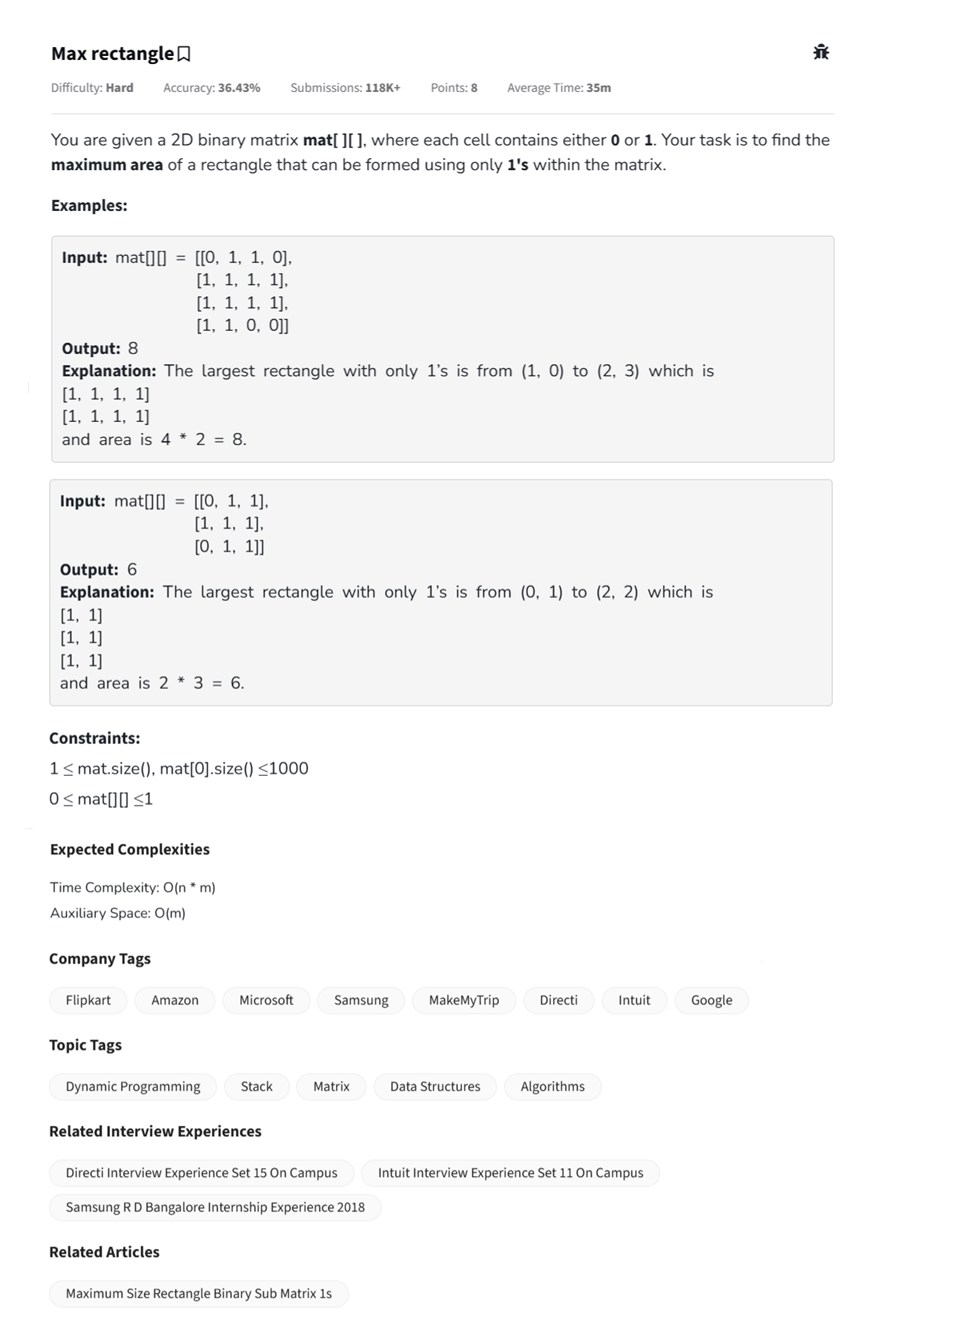 Max rectangle
Difficulty: Hard Accuracy: 36.43% Submissions: 118K+ Points: 8 Average Time: 35m
You are given a 2D binary matrix mat[ ][ ], where each cell contains either 0 or 1. Your task is to find the
maximum area of a rectangle that can be formed using only 1's within the matrix.
Examples:
Input: mat[][] = [[0, 1, 1, 0],
[1, 1, 1, 1],
[1, 1, 1, 1],
[1, 1, 0, 0]]
Output: 8
Explanation: The largest rectangle with only 1’s is from (1, 0) to (2, 3) which is
[1, 1, 1, 1]
[1, 1, 1, 1]
and area is 4 * 2 = 8.
Input: mat[][] = [[0, 1, 1],
[1, 1, 1],
[0, 1, 1]]
Output: 6
Explanation: The largest rectangle with only 1’s is from (0, 1) to (2, 2) which is
[1, 1]
[1, 1]
[1, 1]
and area is 2 * 3 = 6.
Constraints:
1 ≤ mat.size(), mat[0].size() ≤1000
0 ≤ mat[][] ≤1
Expected Complexities
Time Complexity: O(n * m)
Auxiliary Space: O(m)
Company Tags
Flipkart Amazon Microsoft Samsung MakeMyTrip Directi Intuit Google
Topic Tags
Dynamic Programming Stack Matrix Data Structures Algorithms
Related Interview Experiences
Directi Interview Experience Set 15 On Campus Intuit Interview Experience Set 11 On Campus
Samsung R D Bangalore Internship Experience 2018
Related Articles
Maximum Size Rectangle Binary Sub Matrix 1s